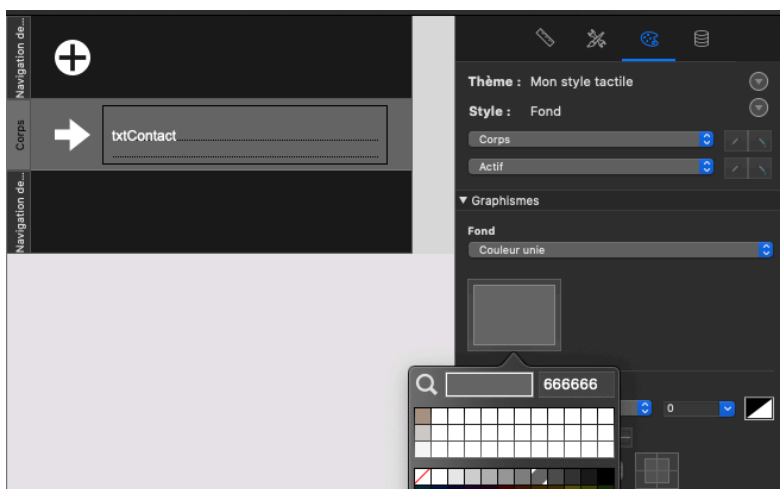 Navigation de...
Corps
txtContact
Navigation de...
Thème : Mon style tactile
Style : Fond
Corps
Actif
Graphismes
Fond
Couleur unie
666666
0